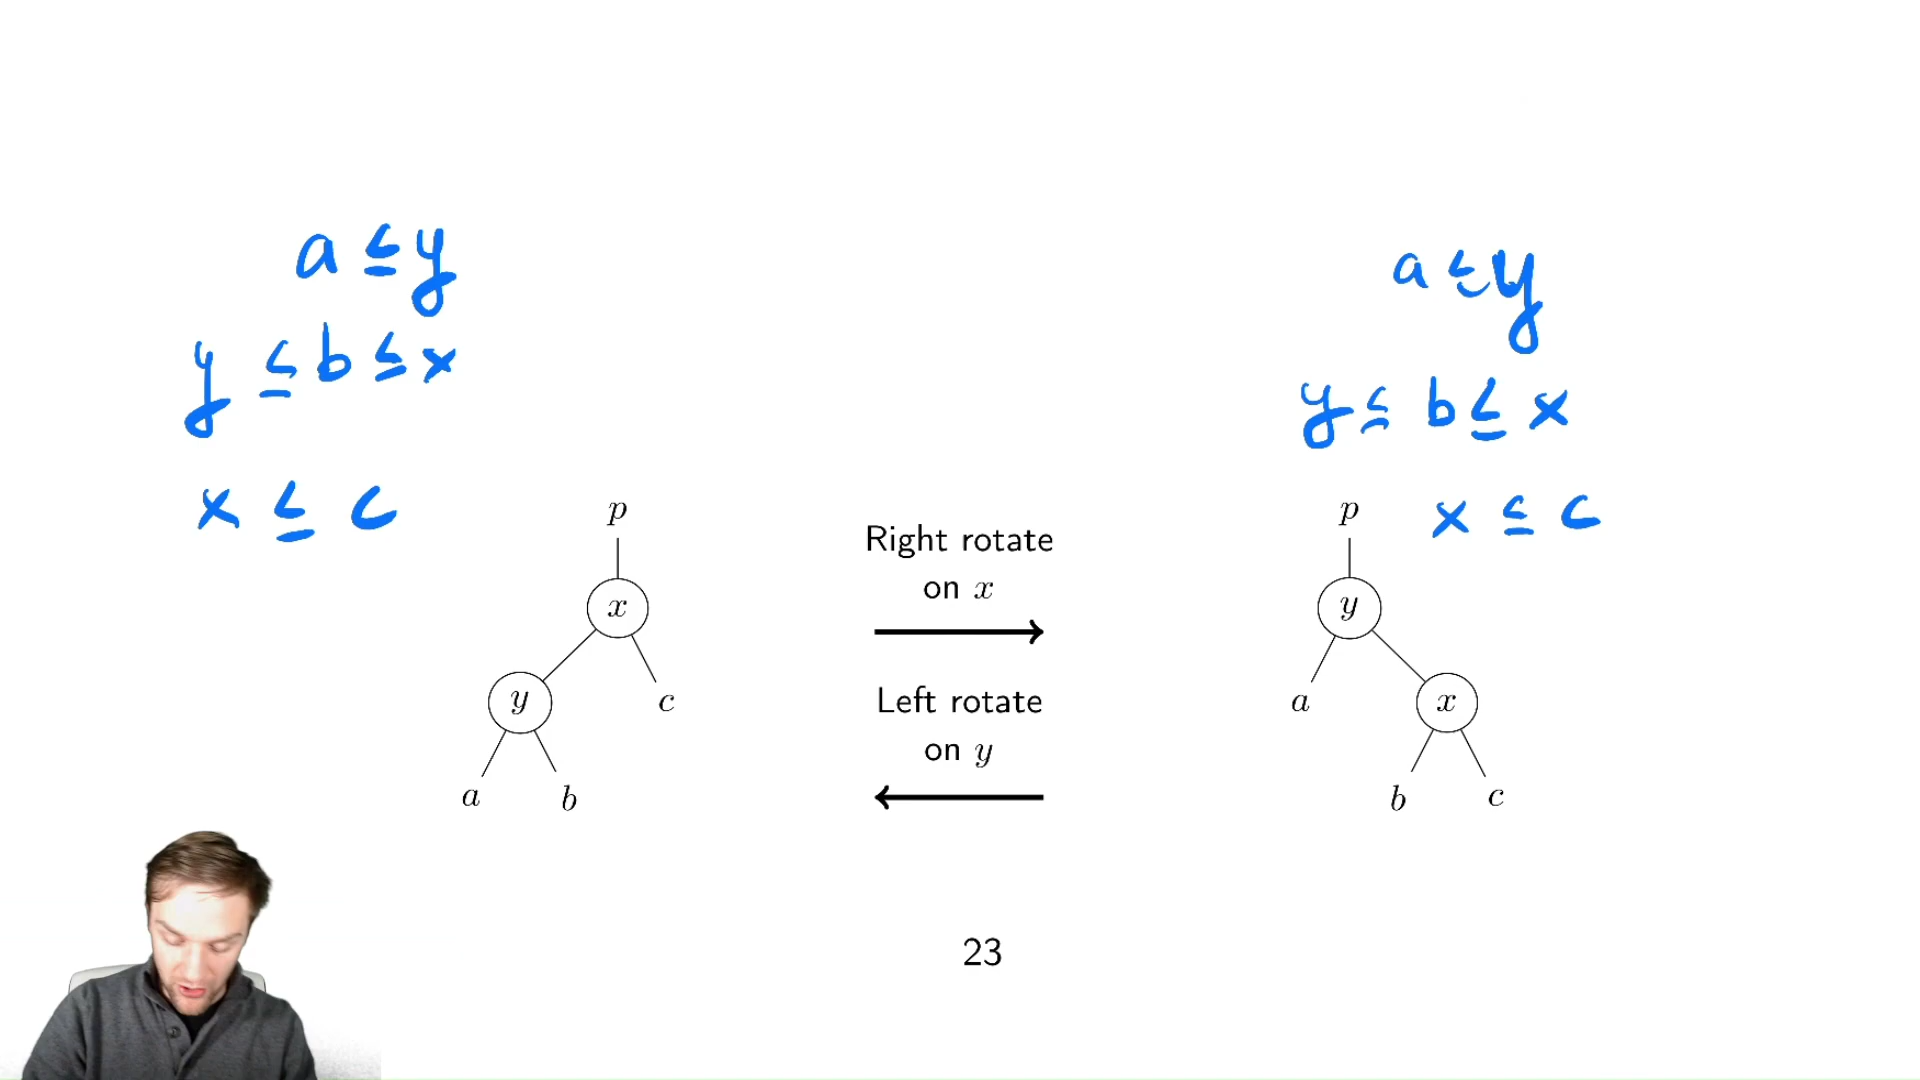 a ≤ y
y ≤ b ≤ x
x ≤ c
a ≤ y
y ≤ b ≤ x
x ≤ c
p
x
y
c
a
b
Right rotate
on x
Left rotate
on y
p
y
a
x
b
c
23